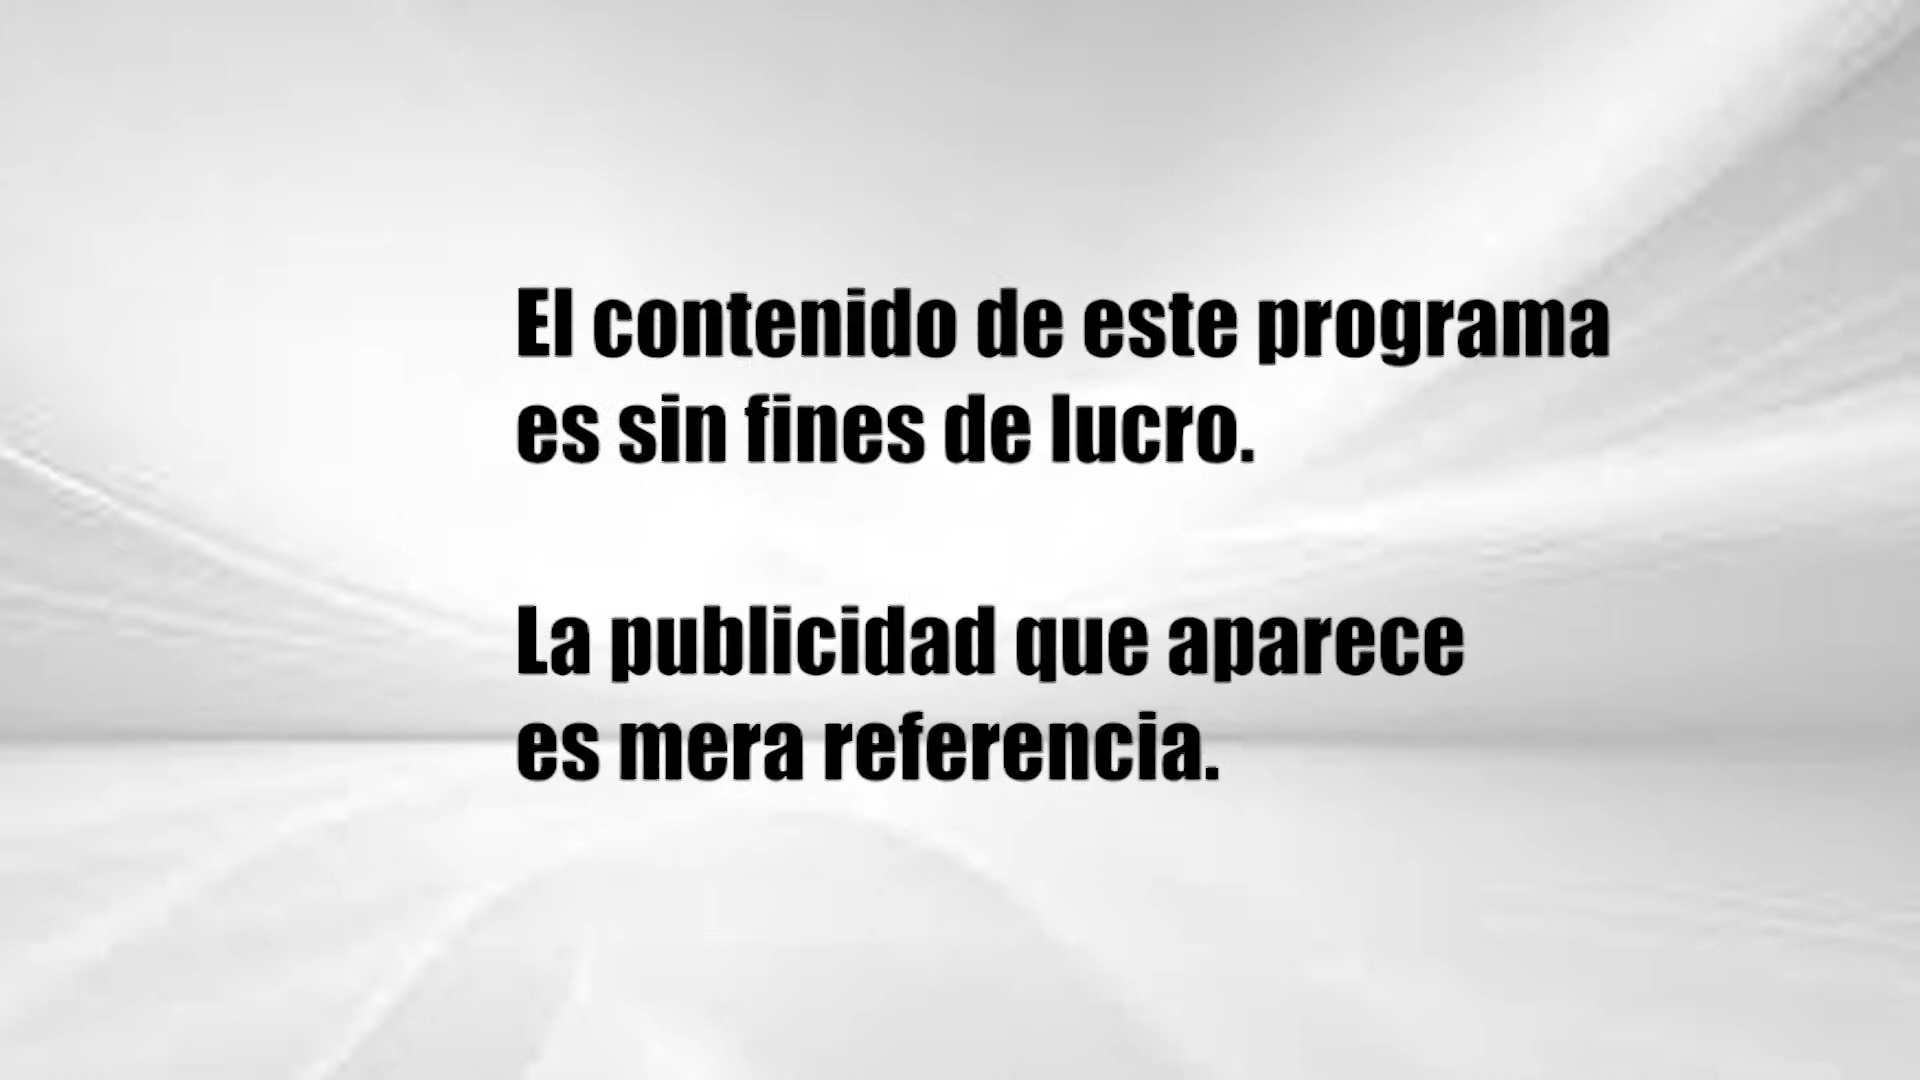 El contenido de este programa
es sin fines de lucro.
La publicidad que aparece
es mera referencia.